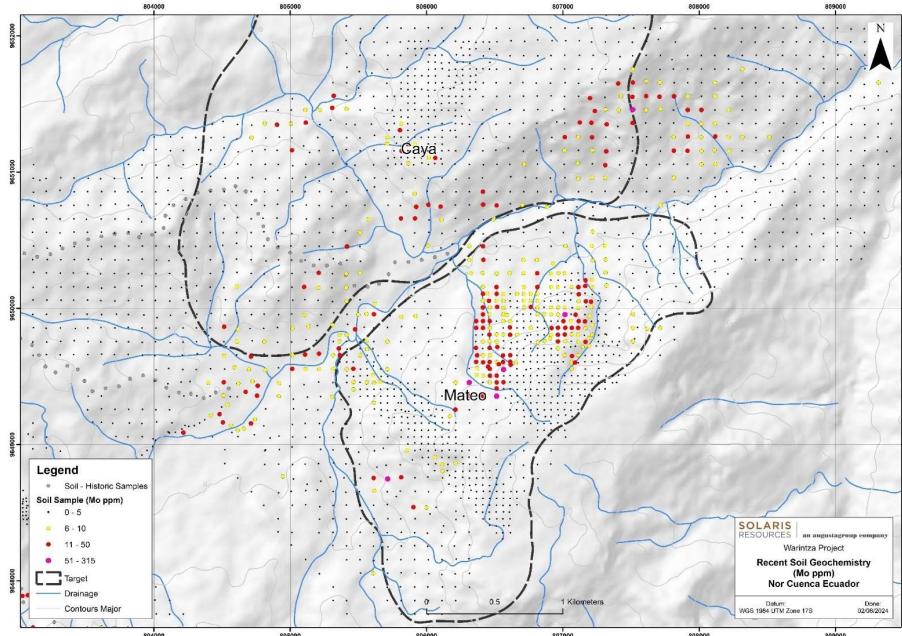 804000 805000 806000 807000 808000 809000
N
9652000
9651000
9650000
9649000
9648000
Caya
Mateo
Legend
Soil - Historic Samples
Soil Sample (Mo ppm)
0 - 5
6 - 10
11 - 50
51 - 315
Target
Drainage
Contours Major
0 0.5 1 Kilometers
SOLARIS
RESOURCES an augustagroup company
Warintza Project
Recent Soil Geochemistry
(Mo ppm)
Nor Cuenca Ecuador
Datum: Done:
WGS 1984 UTM Zone 17S 02/08/2024
804000 805000 806000 807000 808000 809000